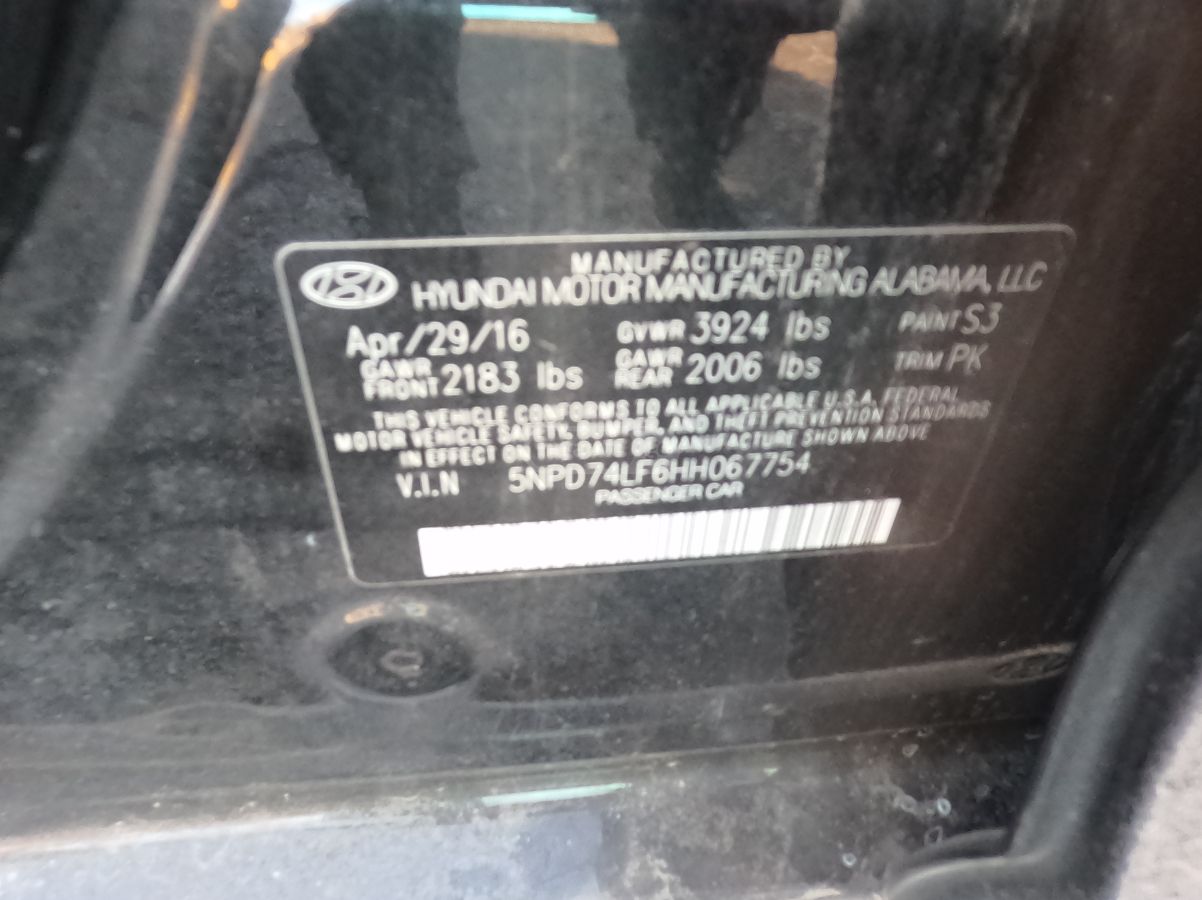 MANUFACTURED BY
HYUNDAI MOTOR MANUFACTURING ALABAMA, LLC
Apr/29/16 GVWR 3924 lbs PAINT S3
GAWR FRONT 2183 lbs GAWR REAR 2006 lbs TRIM PK
THIS VEHICLE CONFORMS TO ALL APPLICABLE U.S.A. FEDERAL
MOTOR VEHICLE SAFETY, BUMPER, AND THEFT PREVENTION STANDARDS
IN EFFECT ON THE DATE OF MANUFACTURE SHOWN ABOVE
V.I.N 5NPD74LF6HH067754
PASSENGER CAR